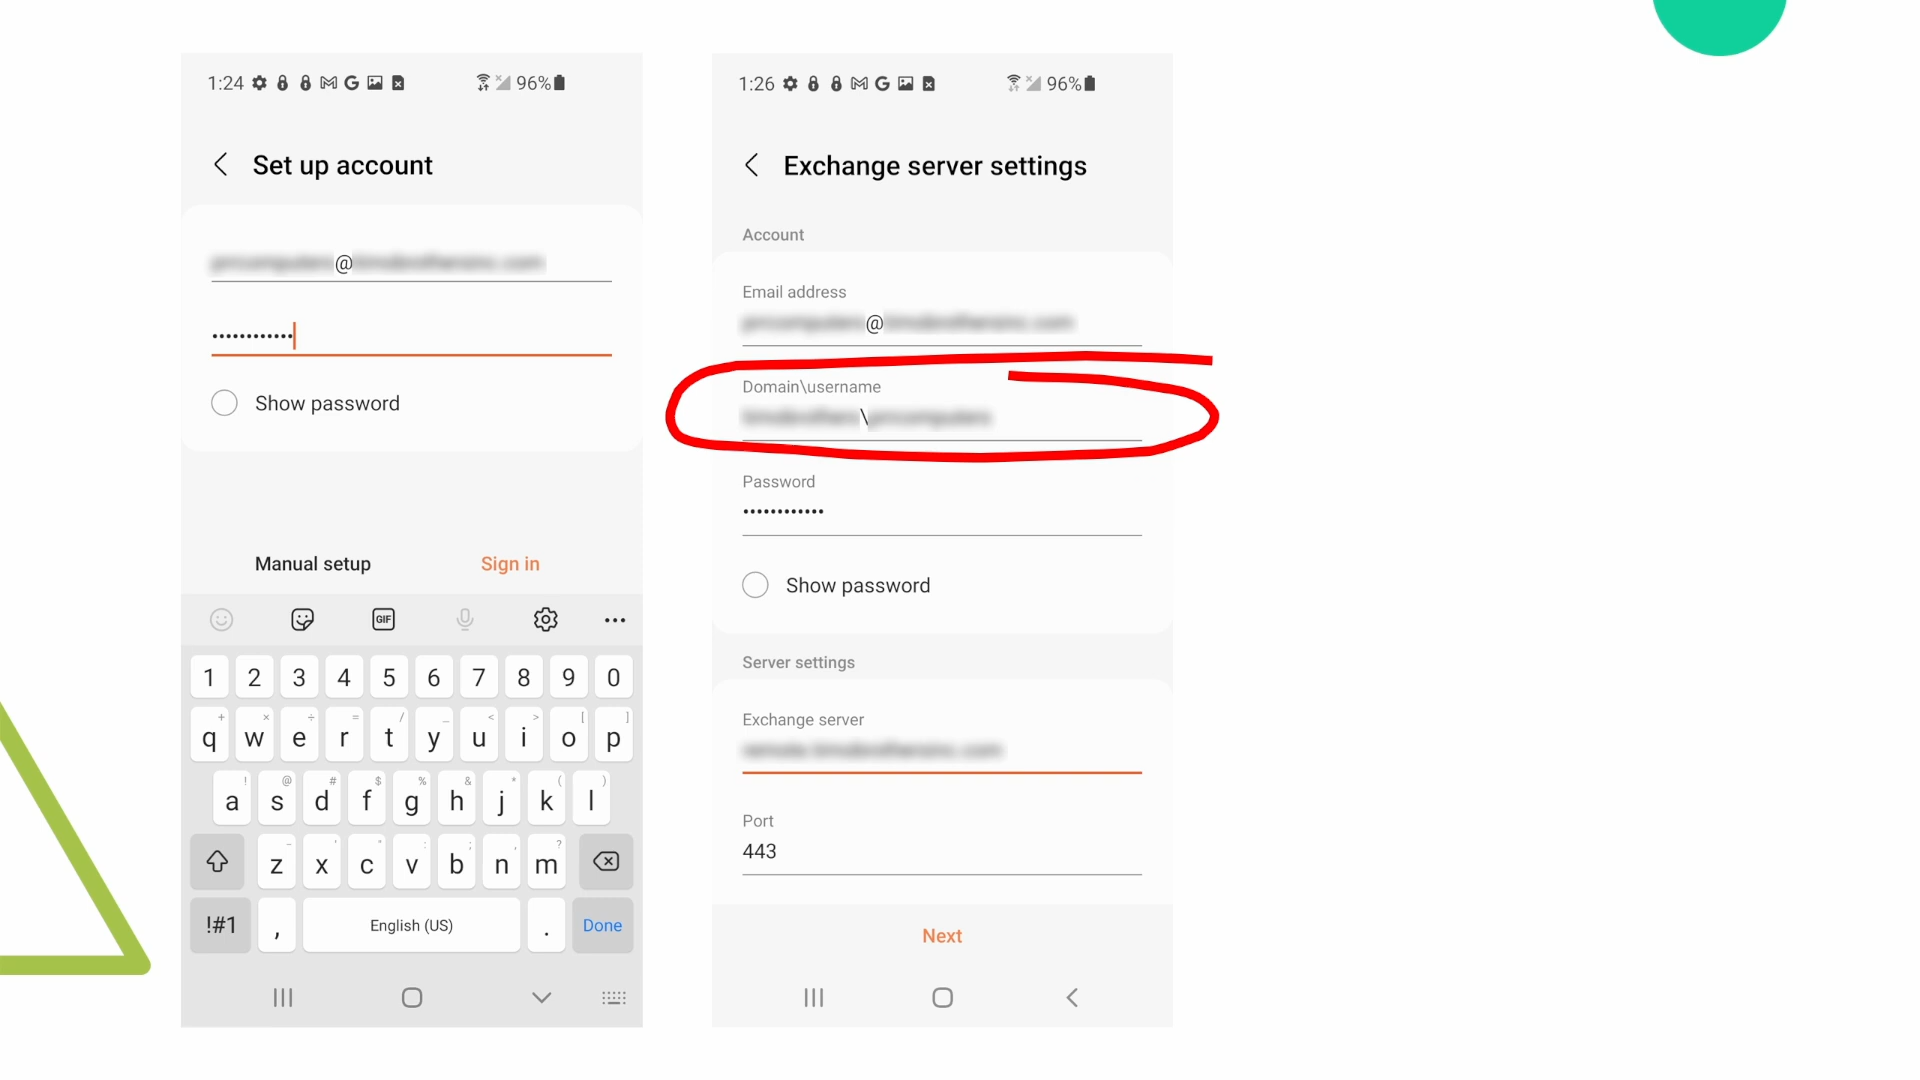 1:24 96%
Set up account
@
••••••••••••
Show password
Manual setup Sign in
GIF
1 2 3 4 5 6 7 8 9 0
+ × ÷ = / _ < > [ ]
q w e r t y u i o p
! @ # $ % ^ & * ( )
a s d f g h j k l
- ' " : ; , ?
z x c v b n m
!#1 , English (US) . Done
1:26 96%
Exchange server settings
Account
Email address
@
Domain\username
\
Password
••••••••••••
Show password
Server settings
Exchange server
Port
443
Next